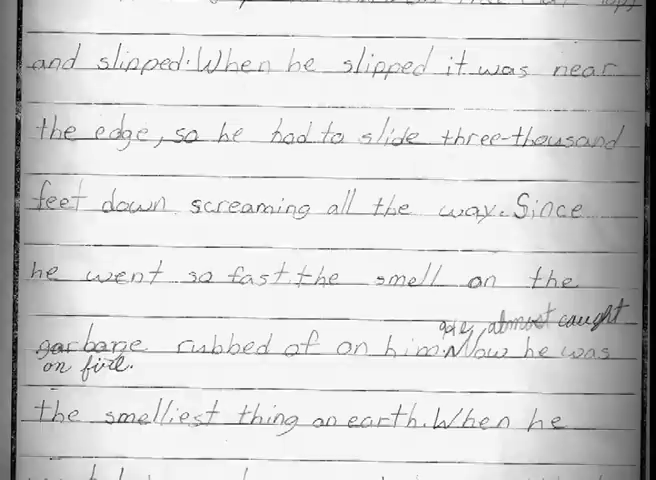 and slipped. When he slipped it was near
the edge, so he had to slide three-thousand
feet down screaming all the way. Since
he went so fast the smell on the
almost caught
garbage rubbed of on him. Now he was
on fire.
the smelliest thing on earth. When he